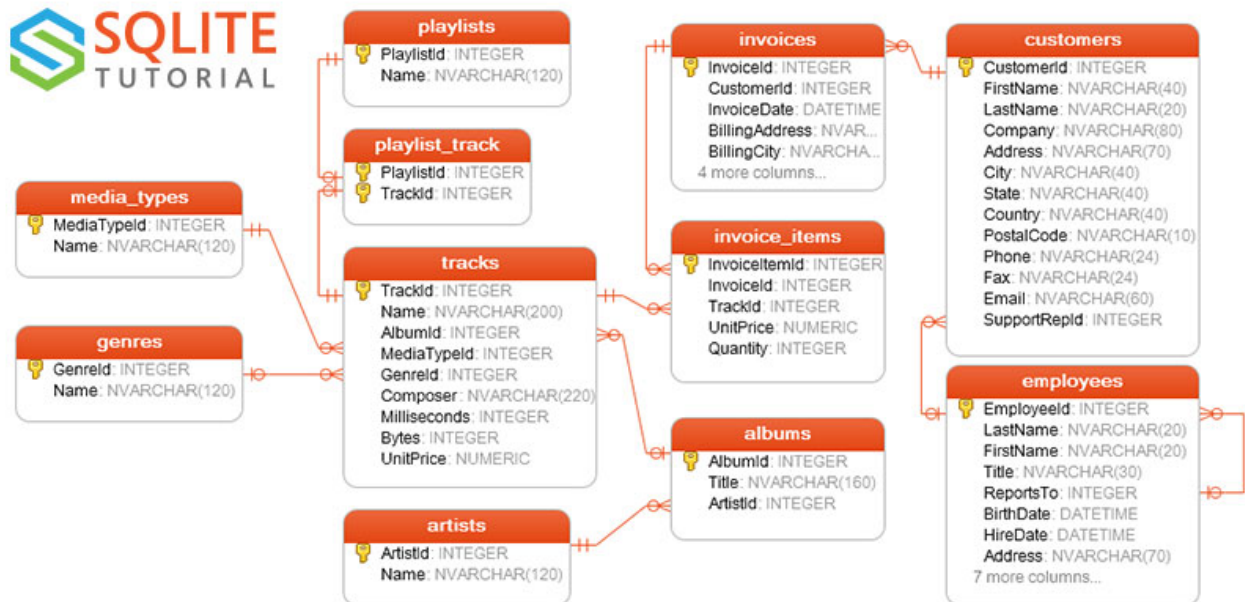 SQLITE
TUTORIAL
playlists
PlaylistId: INTEGER
Name: NVARCHAR(120)
playlist_track
PlaylistId: INTEGER
TrackId: INTEGER
media_types
MediaTypeId: INTEGER
Name: NVARCHAR(120)
genres
GenreId: INTEGER
Name: NVARCHAR(120)
tracks
TrackId: INTEGER
Name: NVARCHAR(200)
AlbumId: INTEGER
MediaTypeId: INTEGER
GenreId: INTEGER
Composer: NVARCHAR(220)
Milliseconds: INTEGER
Bytes: INTEGER
UnitPrice: NUMERIC
artists
ArtistId: INTEGER
Name: NVARCHAR(120)
invoices
InvoiceId: INTEGER
CustomerId: INTEGER
InvoiceDate: DATETIME
BillingAddress: NVAR...
BillingCity: NVARCHA...
4 more columns...
invoice_items
InvoiceItemId: INTEGER
InvoiceId: INTEGER
TrackId: INTEGER
UnitPrice: NUMERIC
Quantity: INTEGER
albums
AlbumId: INTEGER
Title: NVARCHAR(160)
ArtistId: INTEGER
customers
CustomerId: INTEGER
FirstName: NVARCHAR(40)
LastName: NVARCHAR(20)
Company: NVARCHAR(80)
Address: NVARCHAR(70)
City: NVARCHAR(40)
State: NVARCHAR(40)
Country: NVARCHAR(40)
PostalCode: NVARCHAR(10)
Phone: NVARCHAR(24)
Fax: NVARCHAR(24)
Email: NVARCHAR(60)
SupportRepId: INTEGER
employees
EmployeeId: INTEGER
LastName: NVARCHAR(20)
FirstName: NVARCHAR(20)
Title: NVARCHAR(30)
ReportsTo: INTEGER
BirthDate: DATETIME
HireDate: DATETIME
Address: NVARCHAR(70)
7 more columns...